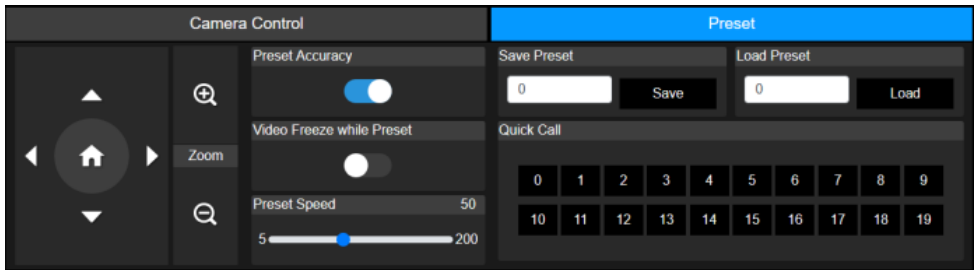 Camera Control
Preset
Preset Accuracy
Zoom
Video Freeze while Preset
Preset Speed 50
5 200
Save Preset
0 Save
Load Preset
0 Load
Quick Call
0 1 2 3 4 5 6 7 8 9
10 11 12 13 14 15 16 17 18 19